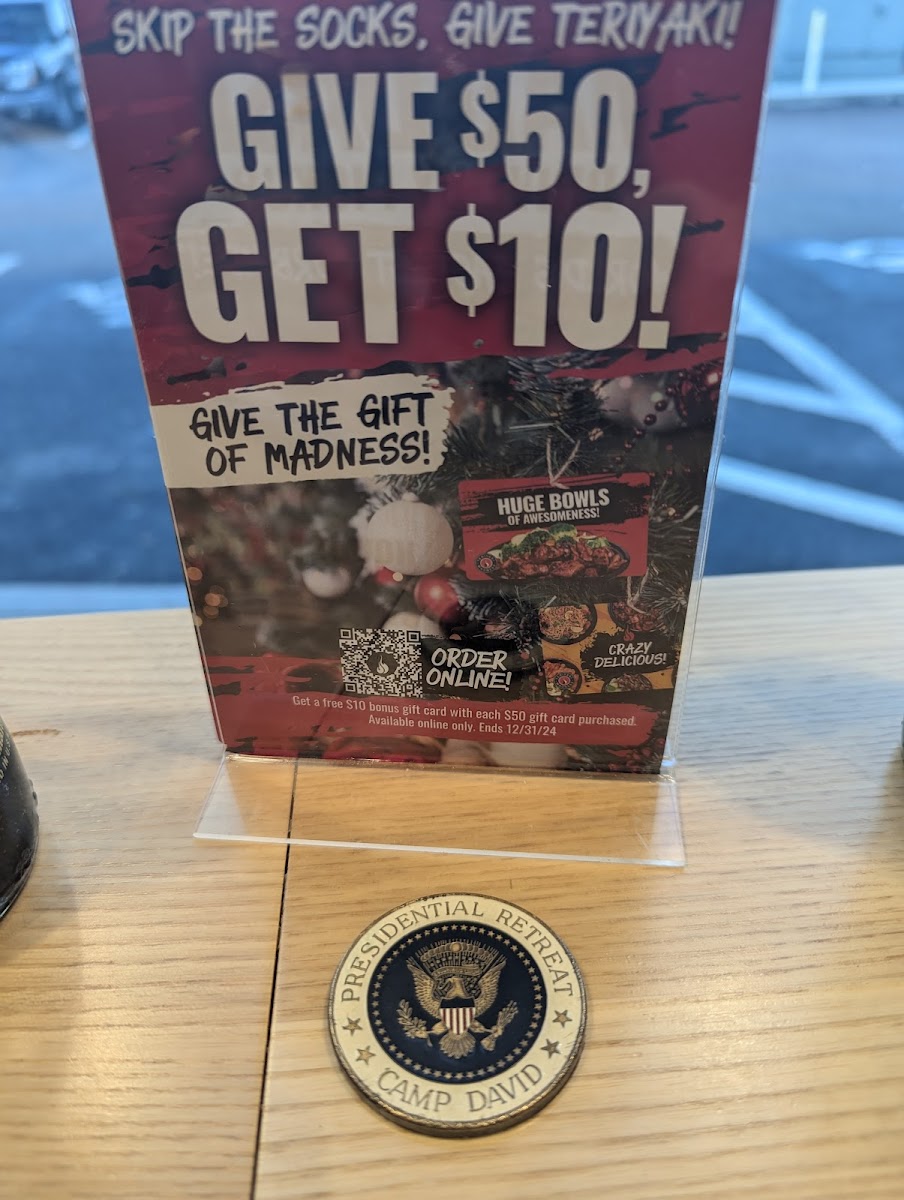 SKIP THE SOCKS. GIVE TERIYAKI!
GIVE $50,
GET $10!
GIVE THE GIFT
OF MADNESS!
HUGE BOWLS
OF AWESOMENESS!
ORDER
ONLINE!
CRAZY
DELICIOUS!
Get a free $10 bonus gift card with each $50 gift card purchased.
Available online only. Ends 12/31/24
PRESIDENTIAL RETREAT
CAMP DAVID